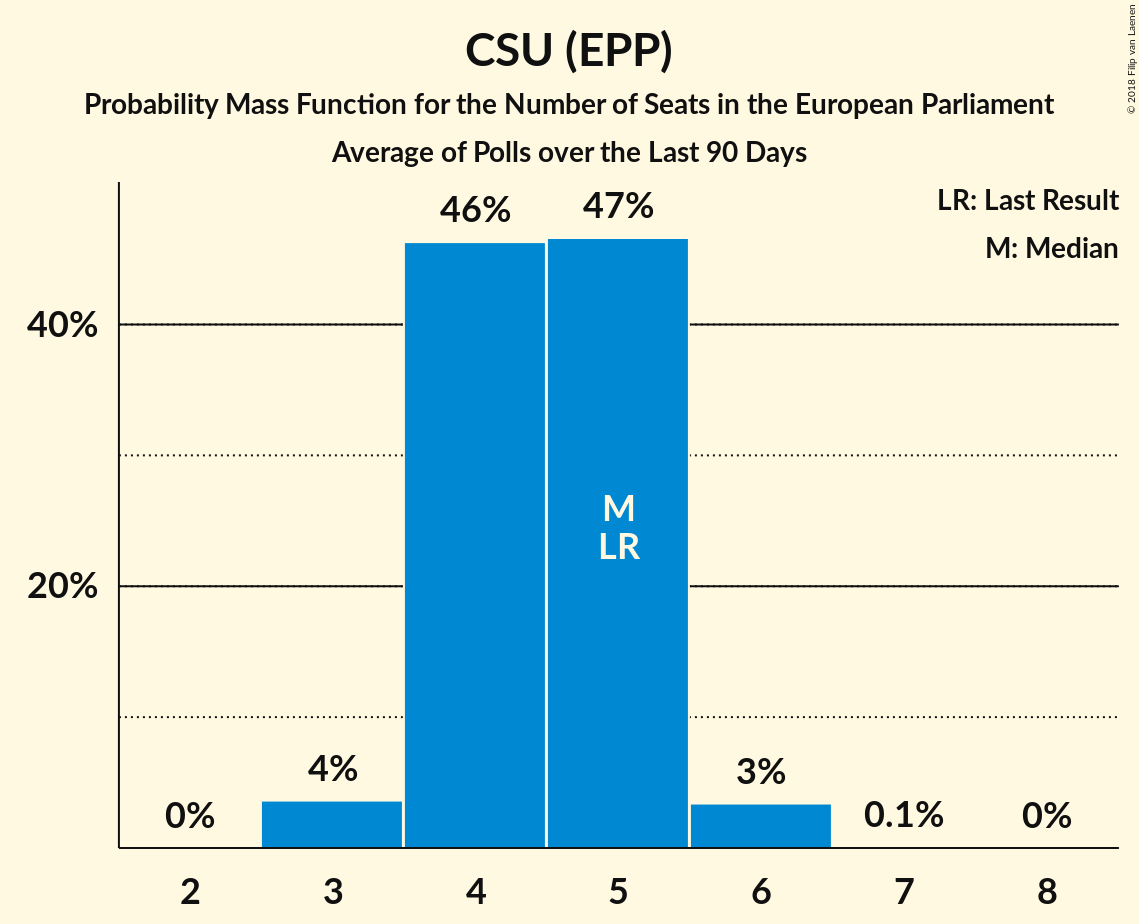 CSU (EPP)
Probability Mass Function for the Number of Seats in the European Parliament
Average of Polls over the Last 90 Days
© 2018 Filip van Laenen
LR: Last Result
M: Median
46%
47%
40%
20%
M
LR
0%
4%
3%
0.1%
0%
2
3
4
5
6
7
8